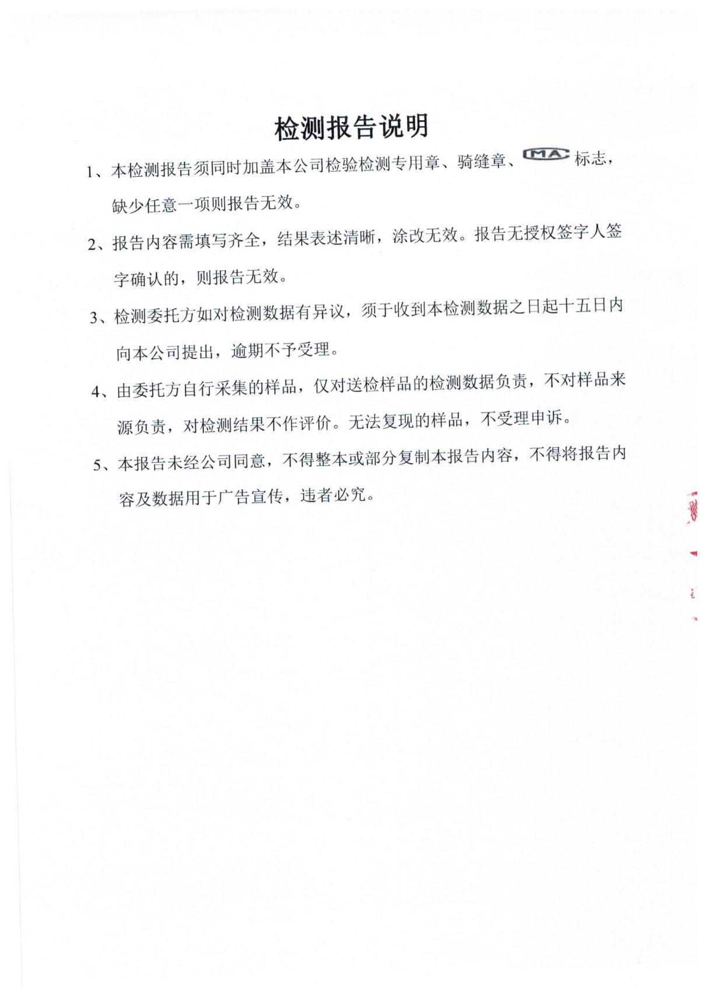 检测报告说明
1、本检测报告须同时加盖本公司检验检测专用章、骑缝章、CMA 标志，
缺少任意一项则报告无效。
2、报告内容需填写齐全，结果表述清晰，涂改无效。报告无授权签字人签
字确认的，则报告无效。
3、检测委托方如对检测数据有异议，须于收到本检测数据之日起十五日内
向本公司提出，逾期不予受理。
4、由委托方自行采集的样品，仅对送检样品的检测数据负责，不对样品来
源负责，对检测结果不作评价。无法复现的样品，不受理申诉。
5、本报告未经公司同意，不得整本或部分复制本报告内容，不得将报告内
容及数据用于广告宣传，违者必究。